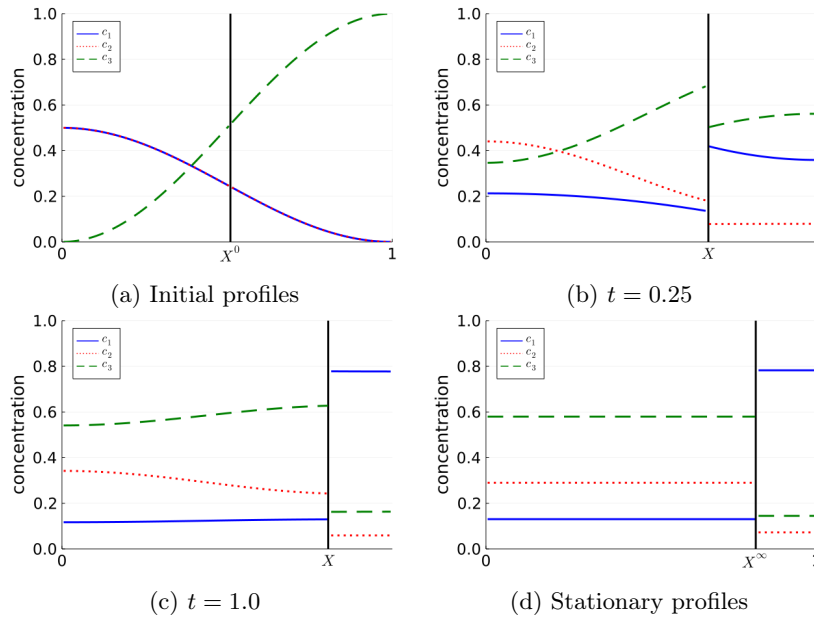 1.0
0.8
0.6
0.4
0.2
0.0
concentration
c₁
c₂
c₃
0 X⁰ 1
(a) Initial profiles
1.0
0.8
0.6
0.4
0.2
0.0
concentration
c₁
c₂
c₃
0 X
(b) t = 0.25
1.0
0.8
0.6
0.4
0.2
0.0
concentration
c₁
c₂
c₃
0 X
(c) t = 1.0
1.0
0.8
0.6
0.4
0.2
0.0
concentration
c₁
c₂
c₃
0 X^∞
(d) Stationary profiles